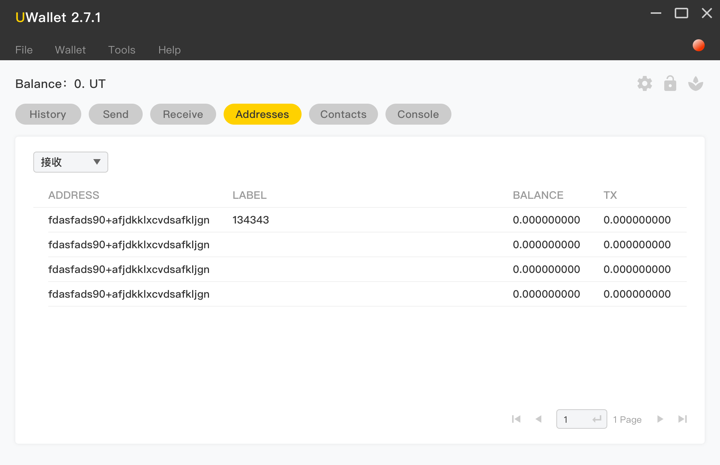 UWallet 2.7.1
File Wallet Tools Help
Balance：0. UT
History Send Receive Addresses Contacts Console
接收
ADDRESS LABEL BALANCE TX
fdasfads90+afjdkklxcvdsafkljgn 134343 0.000000000 0.000000000
fdasfads90+afjdkklxcvdsafkljgn 0.000000000 0.000000000
fdasfads90+afjdkklxcvdsafkljgn 0.000000000 0.000000000
fdasfads90+afjdkklxcvdsafkljgn 0.000000000 0.000000000
1 1 Page